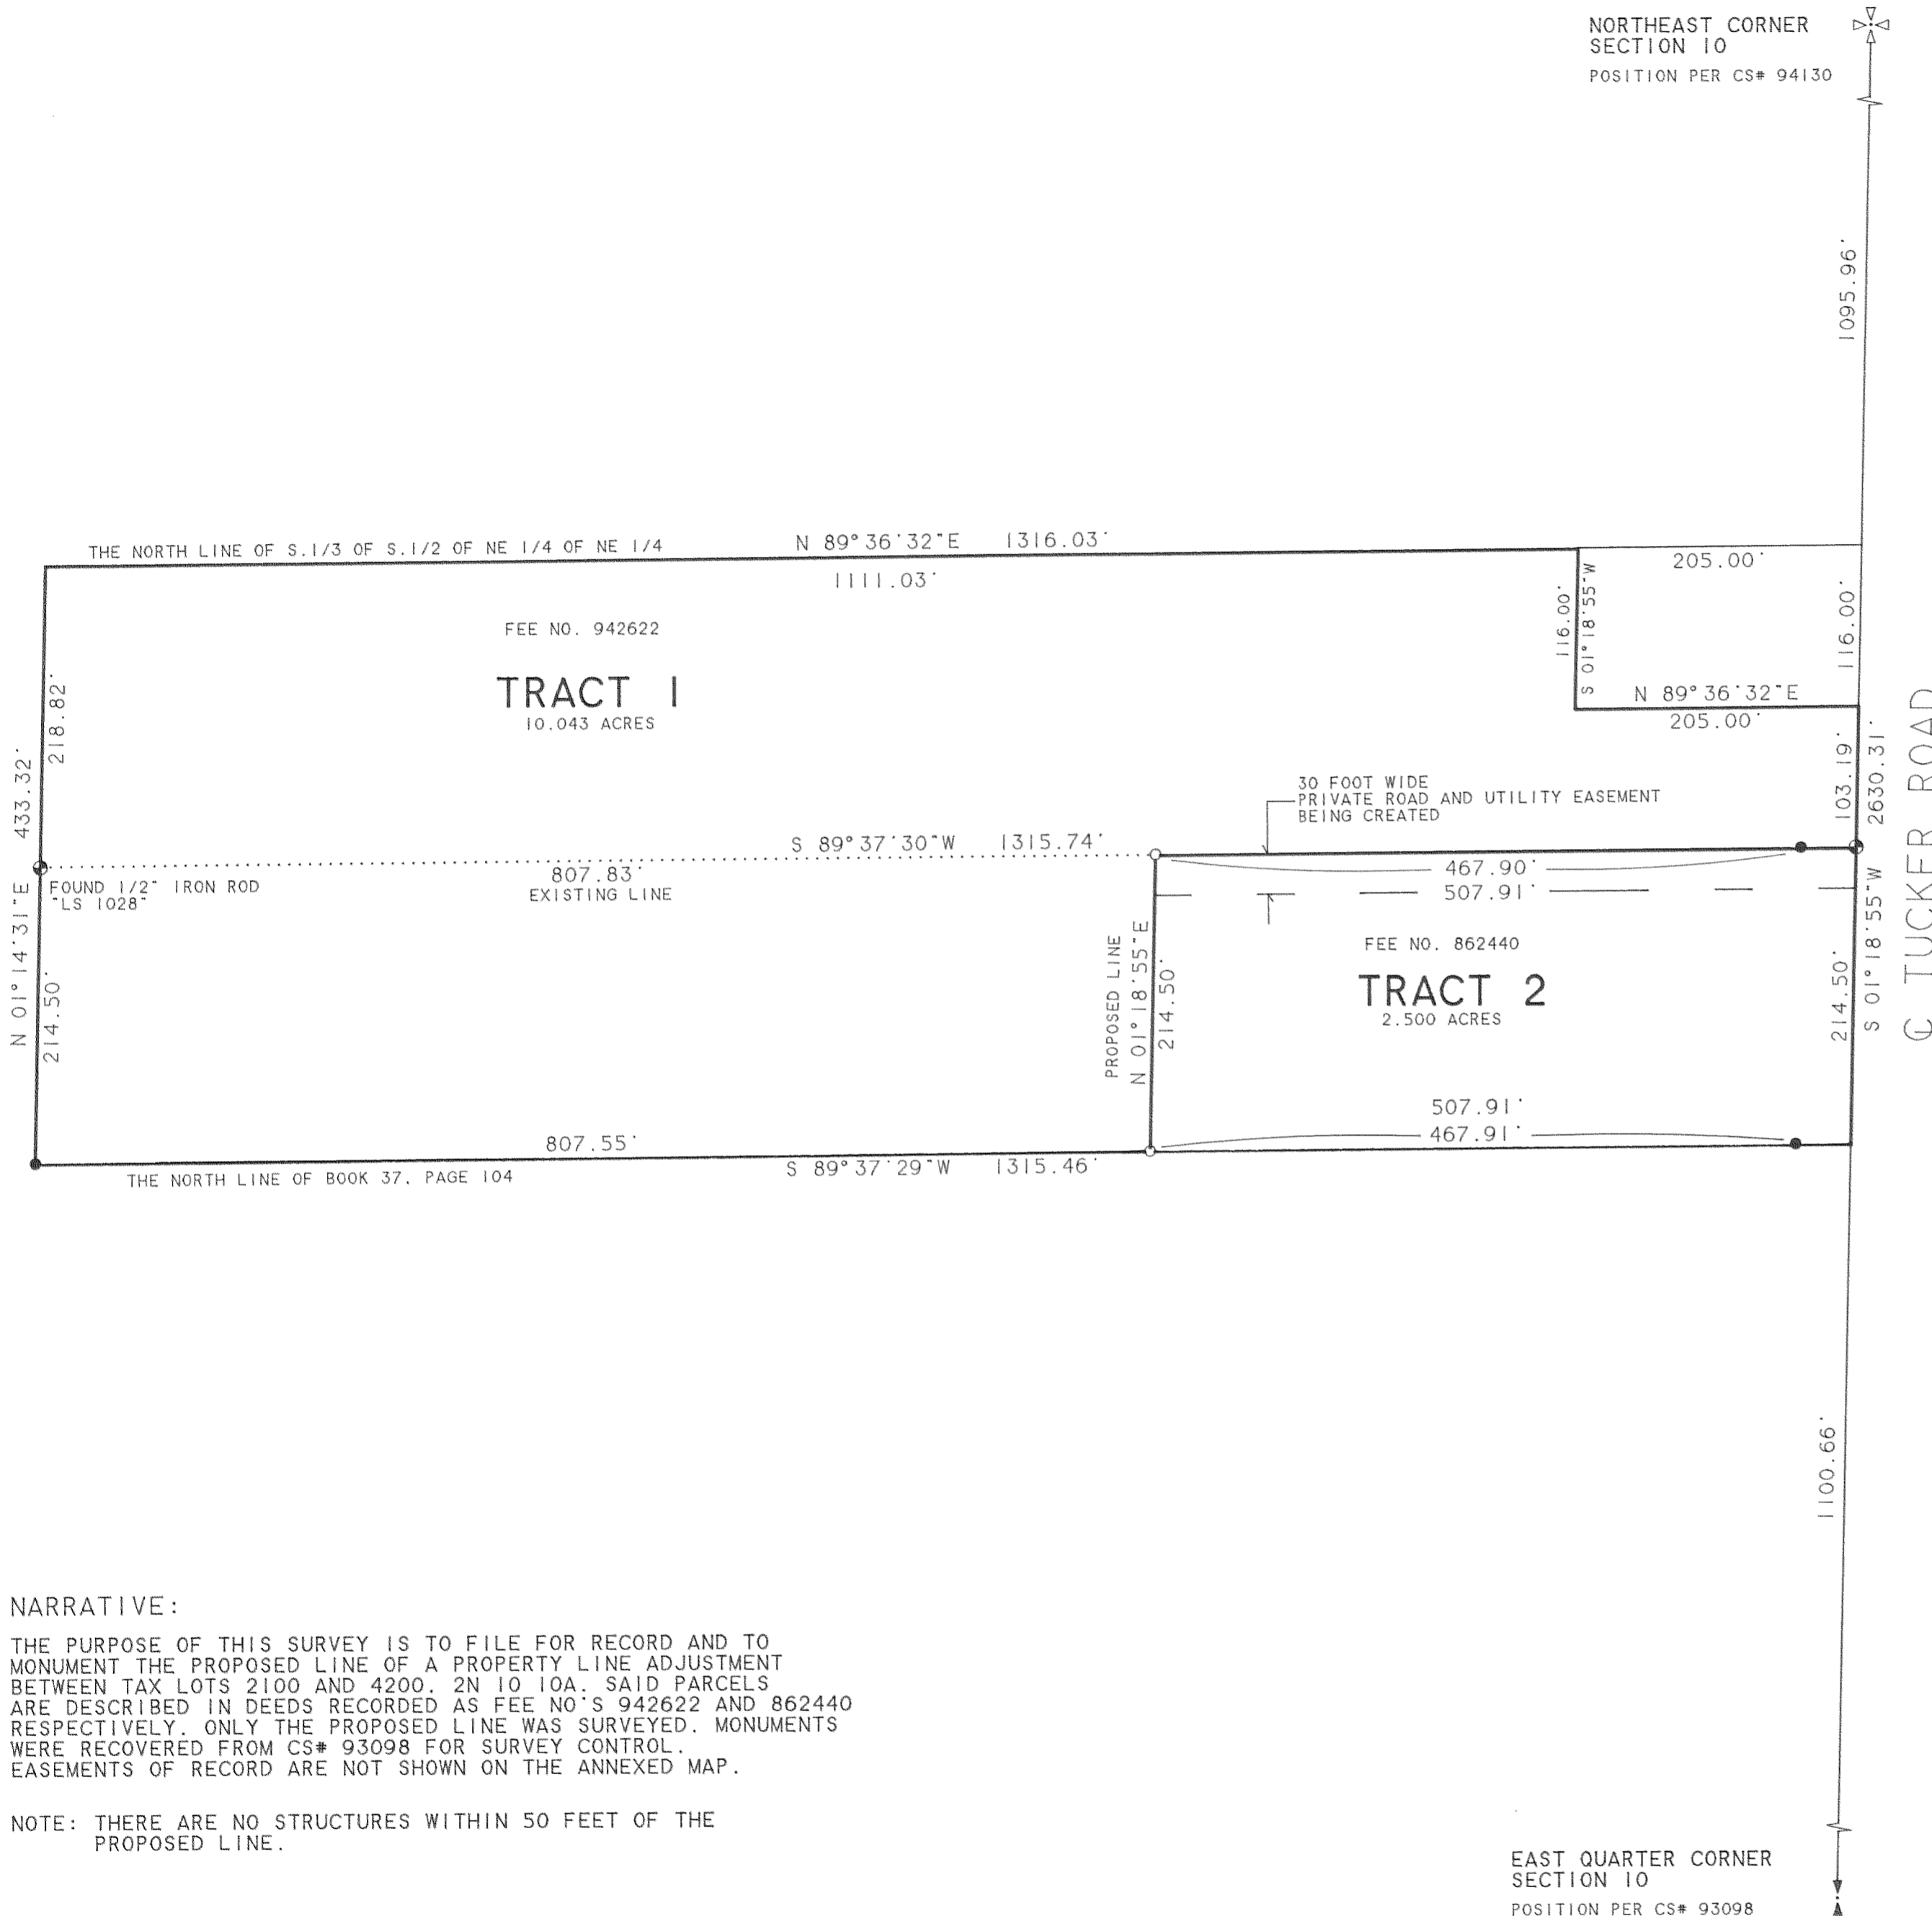 NORTHEAST CORNER
SECTION 10
POSITION PER CS# 94130
1095.96'
THE NORTH LINE OF S.1/3 OF S.1/2 OF NE 1/4 OF NE 1/4
N 89°36'32"E 1316.03'
1111.03'
205.00'
116.00'
S 01°18'55"W
116.00'
N 89°36'32"E
205.00'
FEE NO. 942622
TRACT 1
10.043 ACRES
218.82'
433.32'
N 01°14'31"E
103.19'
2630.31'
S 01°18'55"W
℄ TUCKER ROAD
30 FOOT WIDE
PRIVATE ROAD AND UTILITY EASEMENT
BEING CREATED
S 89°37'30"W 1315.74'
807.83'
EXISTING LINE
FOUND 1/2" IRON ROD
"LS 1028"
467.90'
507.91'
FEE NO. 862440
TRACT 2
2.500 ACRES
214.50'
PROPOSED LINE
N 01°18'55"E
214.50'
214.50'
507.91'
467.91'
807.55'
S 89°37'29"W 1315.46'
THE NORTH LINE OF BOOK 37, PAGE 104
1100.66'
NARRATIVE:
THE PURPOSE OF THIS SURVEY IS TO FILE FOR RECORD AND TO
MONUMENT THE PROPOSED LINE OF A PROPERTY LINE ADJUSTMENT
BETWEEN TAX LOTS 2100 AND 4200, 2N 10 10A. SAID PARCELS
ARE DESCRIBED IN DEEDS RECORDED AS FEE NO'S 942622 AND 862440
RESPECTIVELY. ONLY THE PROPOSED LINE WAS SURVEYED. MONUMENTS
WERE RECOVERED FROM CS# 93098 FOR SURVEY CONTROL.
EASEMENTS OF RECORD ARE NOT SHOWN ON THE ANNEXED MAP.
NOTE: THERE ARE NO STRUCTURES WITHIN 50 FEET OF THE
PROPOSED LINE.
EAST QUARTER CORNER
SECTION 10
POSITION PER CS# 93098